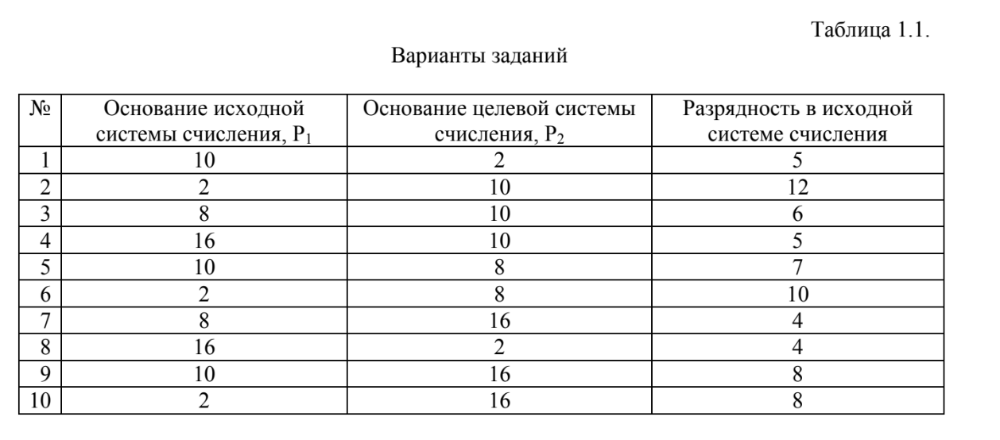 Таблица 1.1.
Варианты заданий
№ Основание исходной системы счисления, P₁ Основание целевой системы счисления, P₂ Разрядность в исходной системе счисления
1 10 2 5
2 2 10 12
3 8 10 6
4 16 10 5
5 10 8 7
6 2 8 10
7 8 16 4
8 16 2 4
9 10 16 8
10 2 16 8